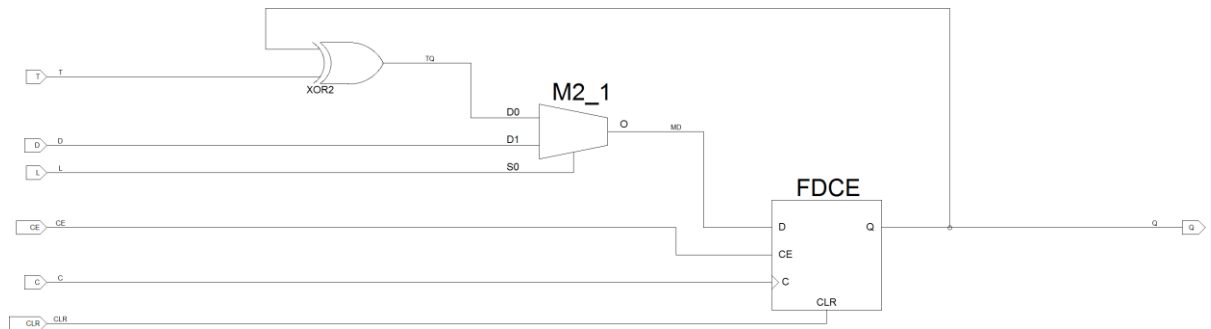 T T
XOR2
TQ
M2_1
D0
O
MD
D D
D1
L L
S0
FDCE
CE CE
D Q
Q Q
CE
C C
C
CLR
CLR CLR